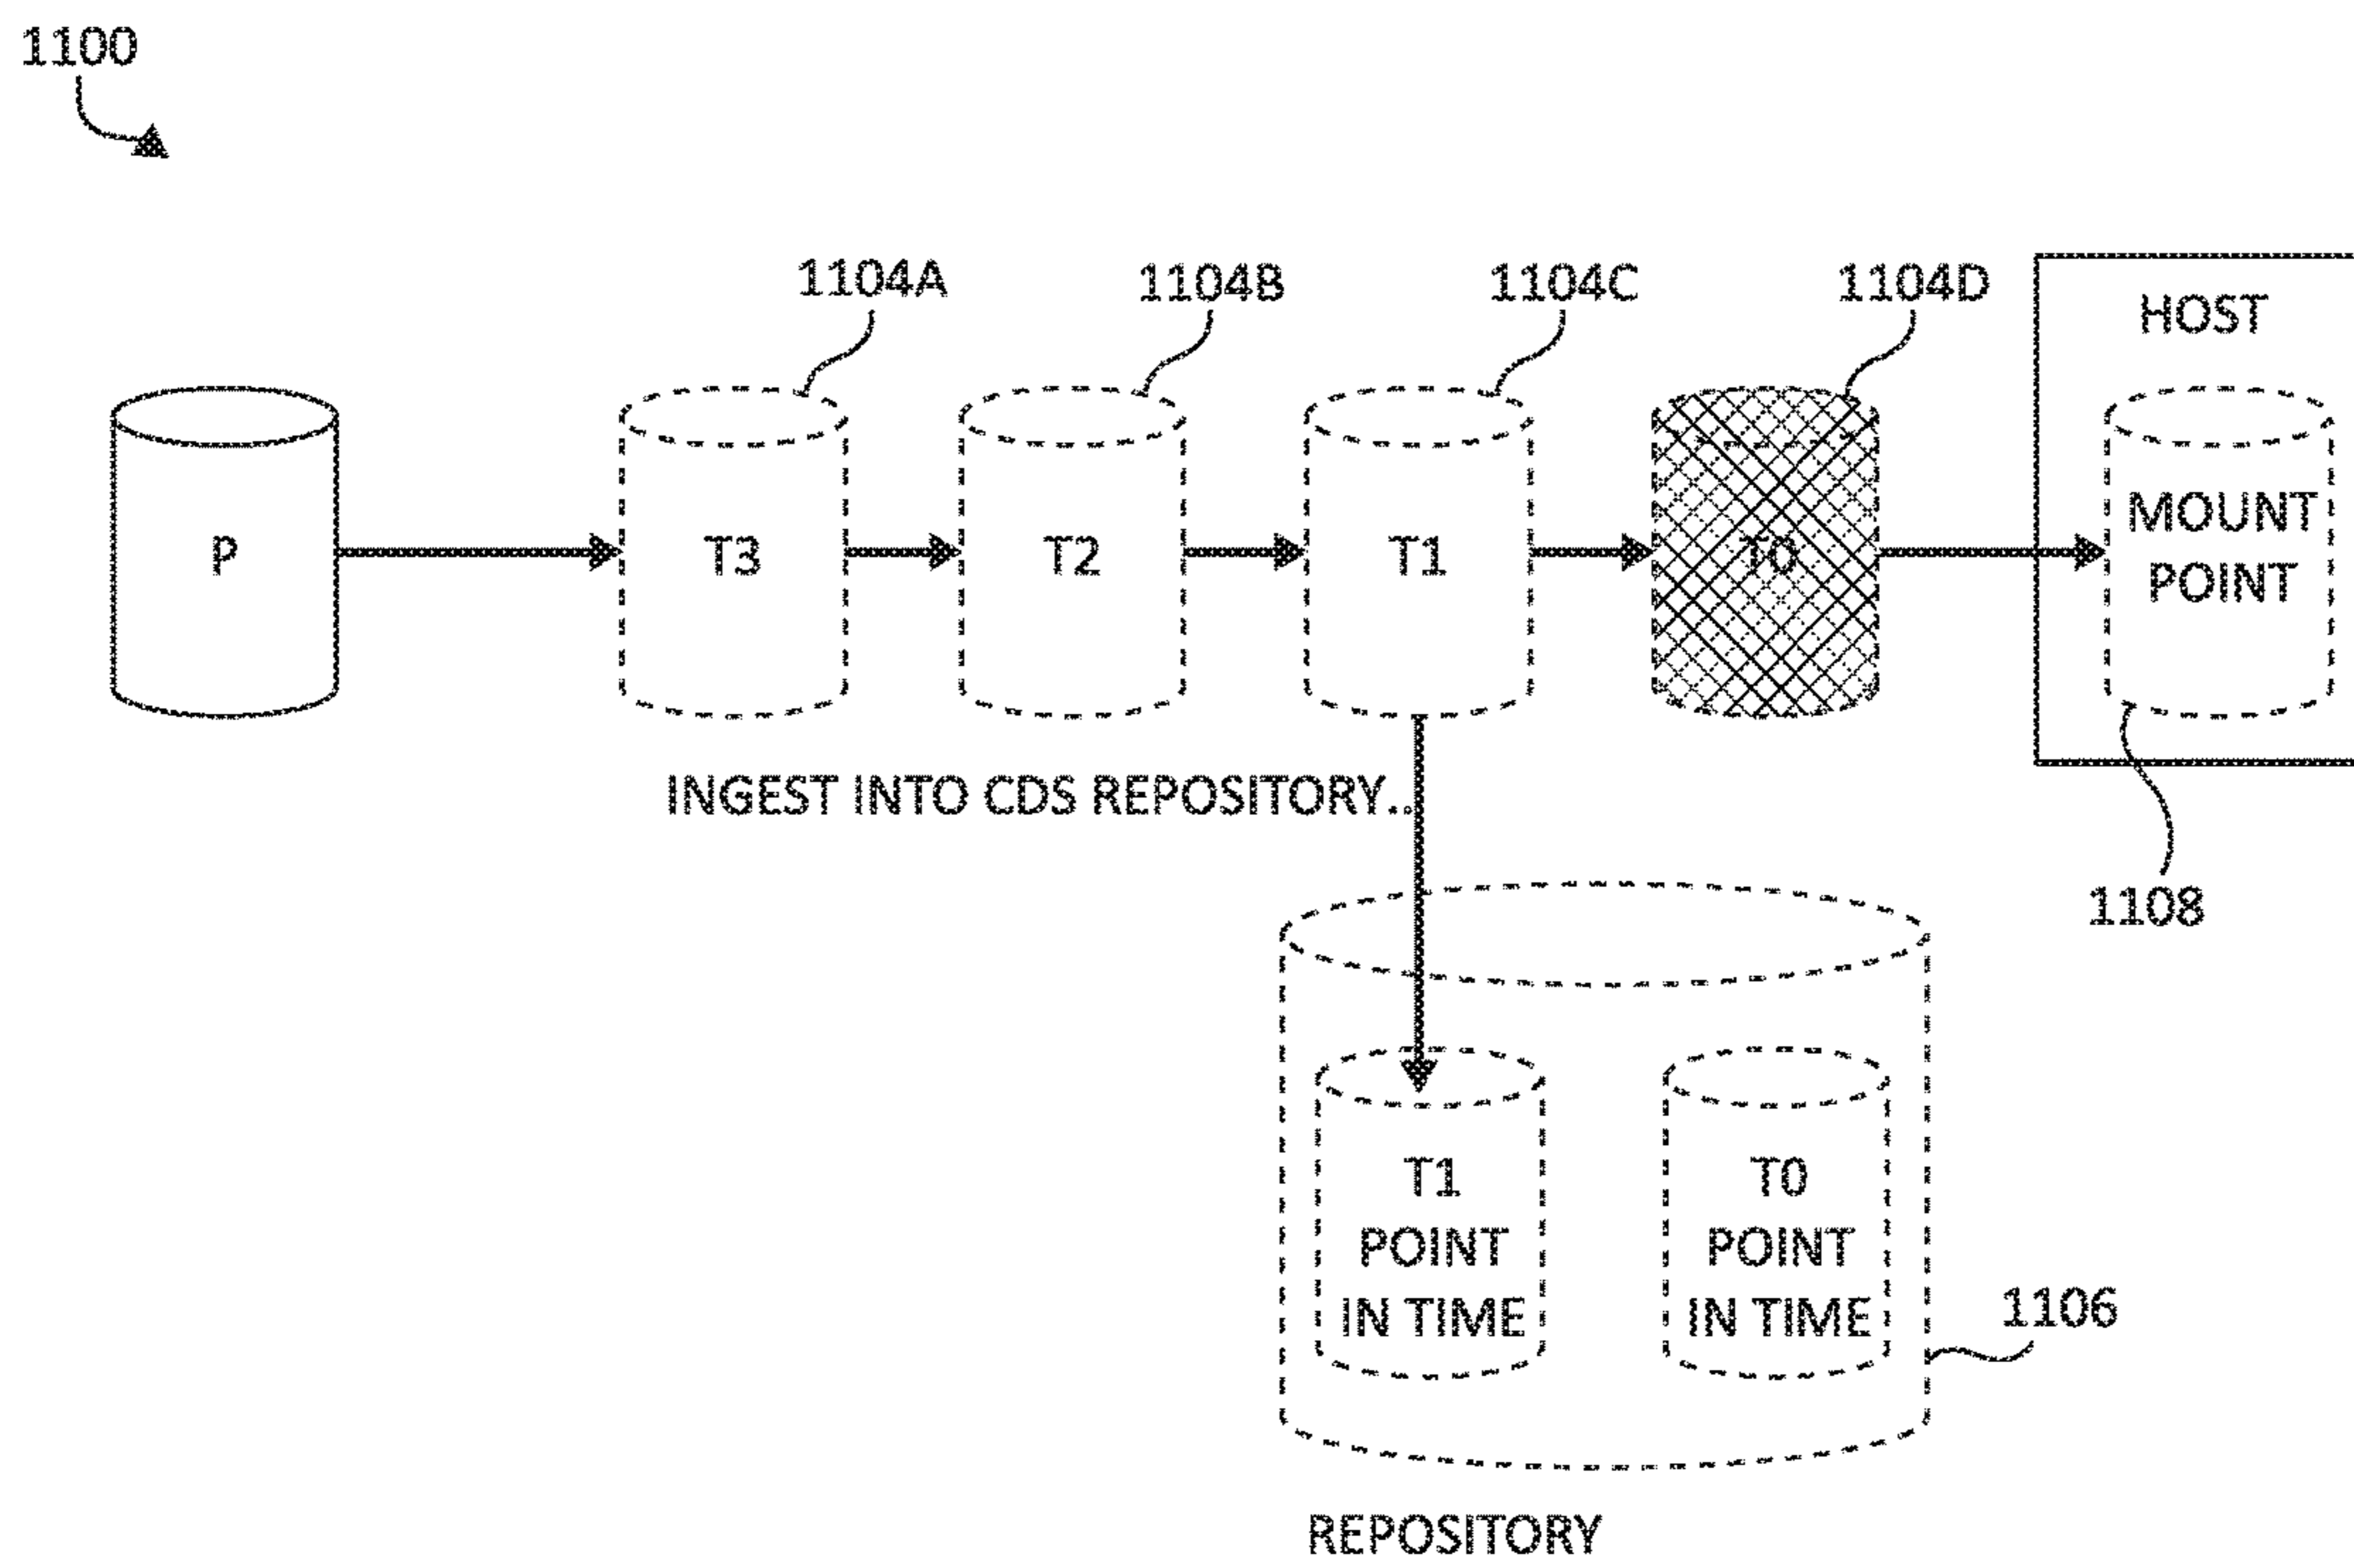 1100
1104A
1104B
1104C
1104D
HOST
P
T3
T2
T1
T0
MOUNT
POINT
INGEST INTO CDS REPOSITORY..
1108
T1
POINT
IN TIME
T0
POINT
IN TIME
1106
REPOSITORY